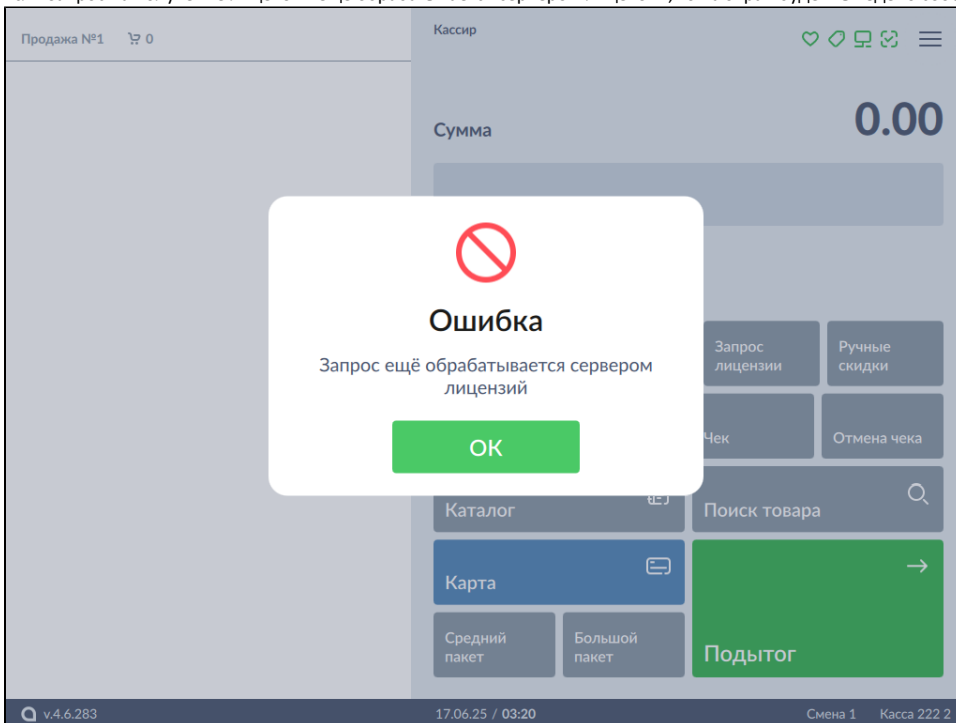 Продажа №1 0
Кассир
Сумма
0.00
Ошибка
Запрос ещё обрабатывается сервером
лицензий
ОК
Запрос
лицензии
Ручные
скидки
Чек
Отмена чека
Каталог
Поиск товара
Карта
Средний
пакет
Большой
пакет
Подытог
v.4.6.283
17.06.25 / 03:20
Смена 1 Касса 222 2